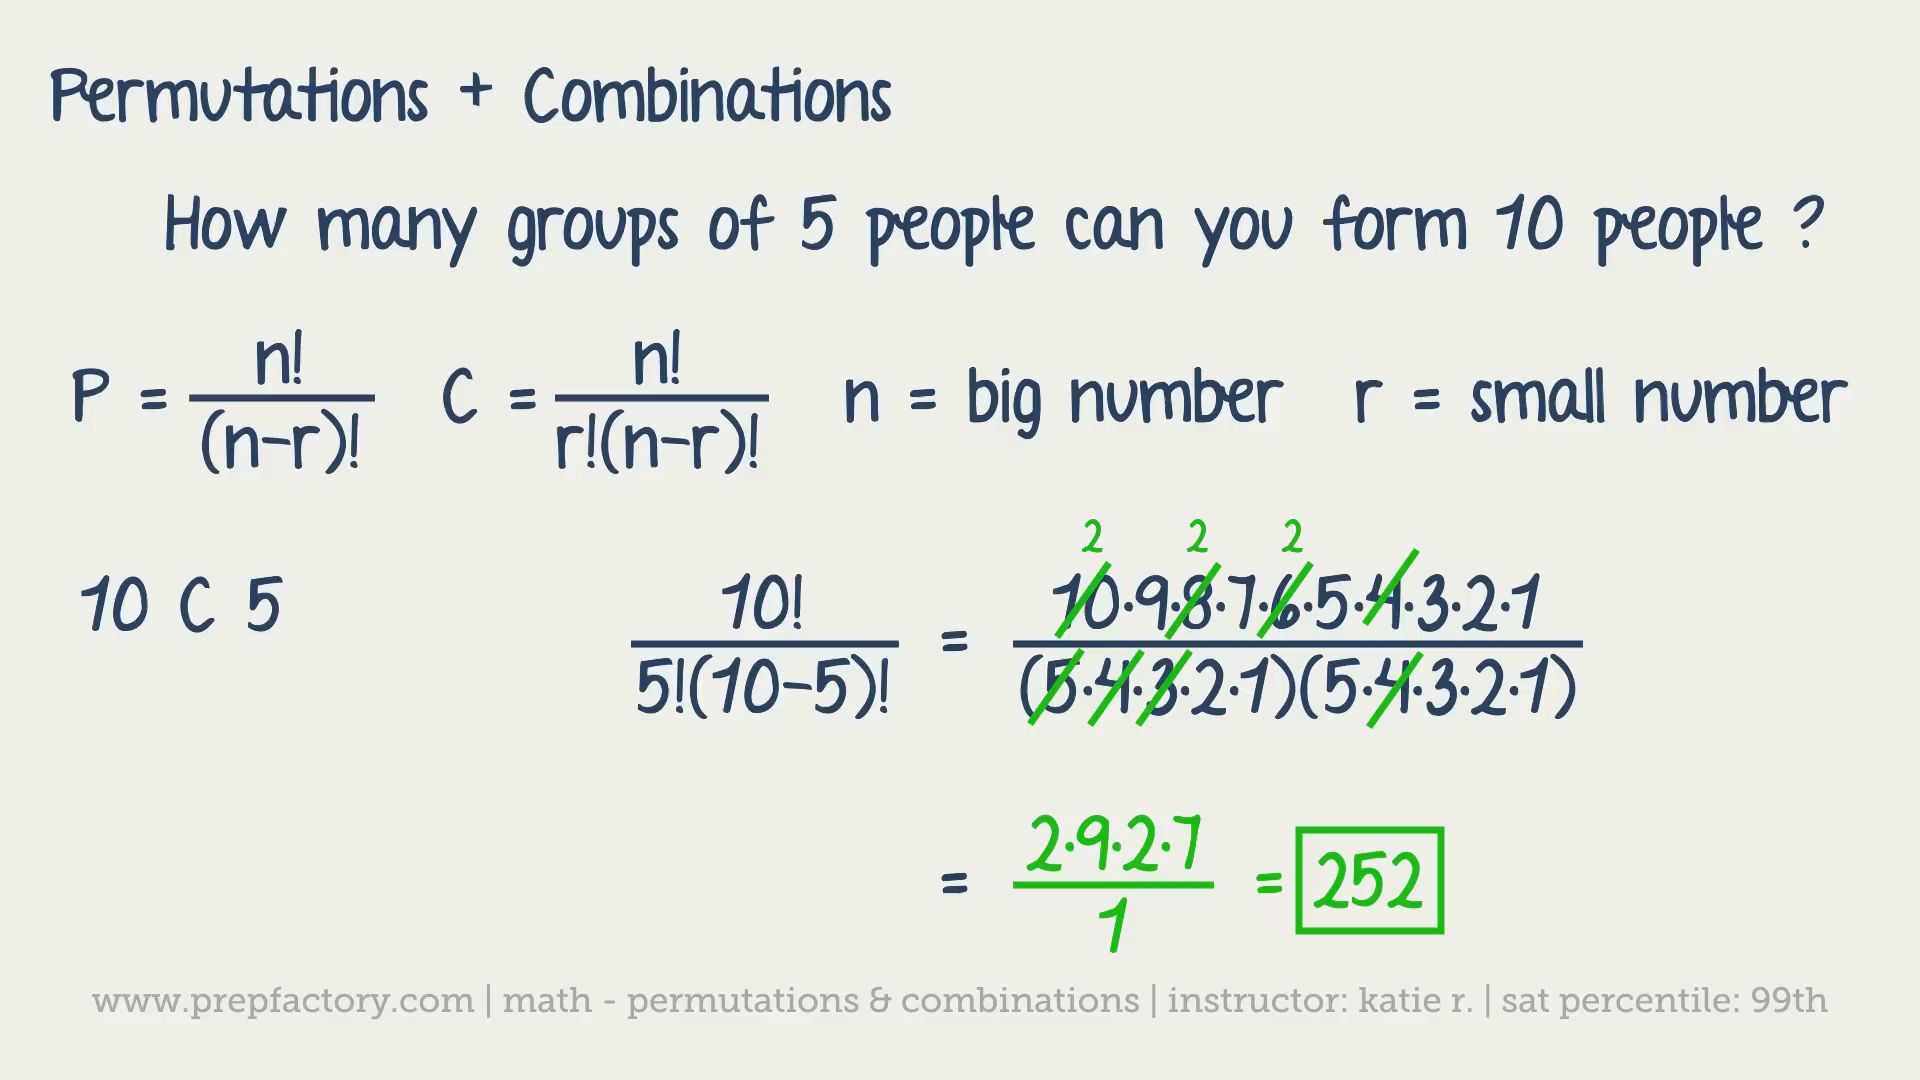 Permutations + Combinations
How many groups of 5 people can you form 10 people ?
P = n!/(n-r)! C = n!/r!(n-r)! n = big number r = small number
2 2 2
10 C 5 10!/5!(10-5)! = 10·9·8·7·6·5·4·3·2·1/(5·4·3·2·1)(5·4·3·2·1)
= 2·9·2·7/1 = 252
www.prepfactory.com | math - permutations & combinations | instructor: katie r. | sat percentile: 99th